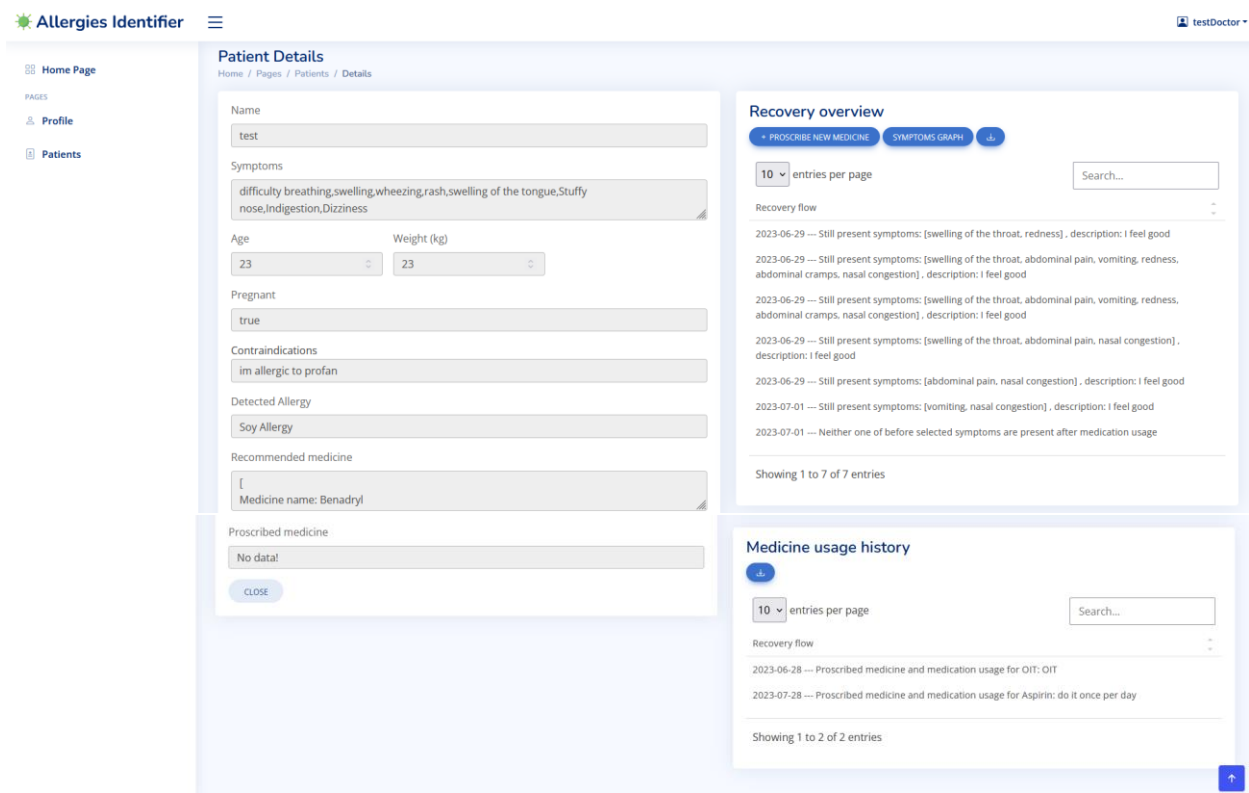 Allergies Identifier
testDoctor
Home Page
PAGES
Profile
Patients
Patient Details
Home / Pages / Patients / Details
Name
test
Symptoms
difficulty breathing,swelling,wheezing,rash,swelling of the tongue,Stuffy
nose,Indigestion,Dizziness
Age
Weight (kg)
23
23
Pregnant
true
Contraindications
im allergic to profan
Detected Allergy
Soy Allergy
Recommended medicine
[
Medicine name: Benadryl
Proscribed medicine
No data!
CLOSE
Recovery overview
+ PROSCRIBE NEW MEDICINE
SYMPTOMS GRAPH
10 entries per page
Search...
Recovery flow
2023-06-29 --- Still present symptoms: [swelling of the throat, redness] , description: I feel good
2023-06-29 --- Still present symptoms: [swelling of the throat, abdominal pain, vomiting, redness,
abdominal cramps, nasal congestion] , description: I feel good
2023-06-29 --- Still present symptoms: [swelling of the throat, abdominal pain, vomiting, redness,
abdominal cramps, nasal congestion] , description: I feel good
2023-06-29 --- Still present symptoms: [swelling of the throat, abdominal pain, nasal congestion] ,
description: I feel good
2023-06-29 --- Still present symptoms: [abdominal pain, nasal congestion] , description: I feel good
2023-07-01 --- Still present symptoms: [vomiting, nasal congestion] , description: I feel good
2023-07-01 --- Neither one of before selected symptoms are present after medication usage
Showing 1 to 7 of 7 entries
Medicine usage history
10 entries per page
Search...
Recovery flow
2023-06-28 --- Proscribed medicine and medication usage for OIT: OIT
2023-07-28 --- Proscribed medicine and medication usage for Aspirin: do it once per day
Showing 1 to 2 of 2 entries